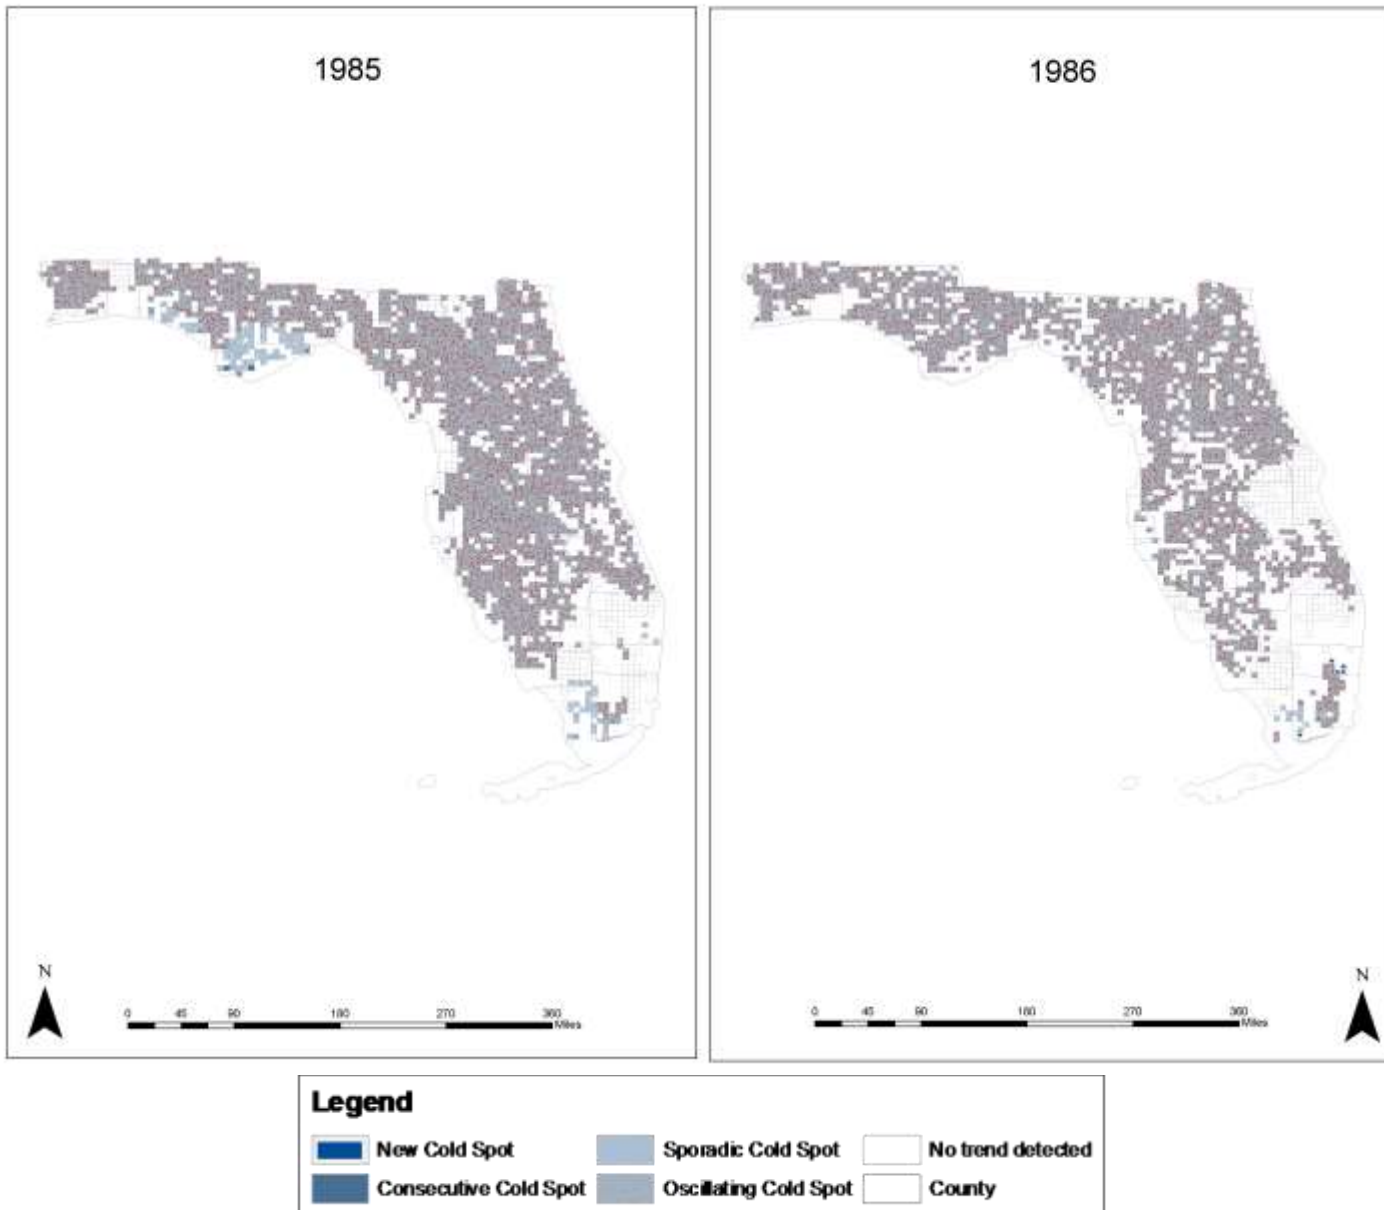 1985
1986
N
0 45 90 180 270 360
Miles
N
0 45 90 180 270 360
Miles
Legend
New Cold Spot
Sporadic Cold Spot
No trend detected
Consecutive Cold Spot
Oscillating Cold Spot
County